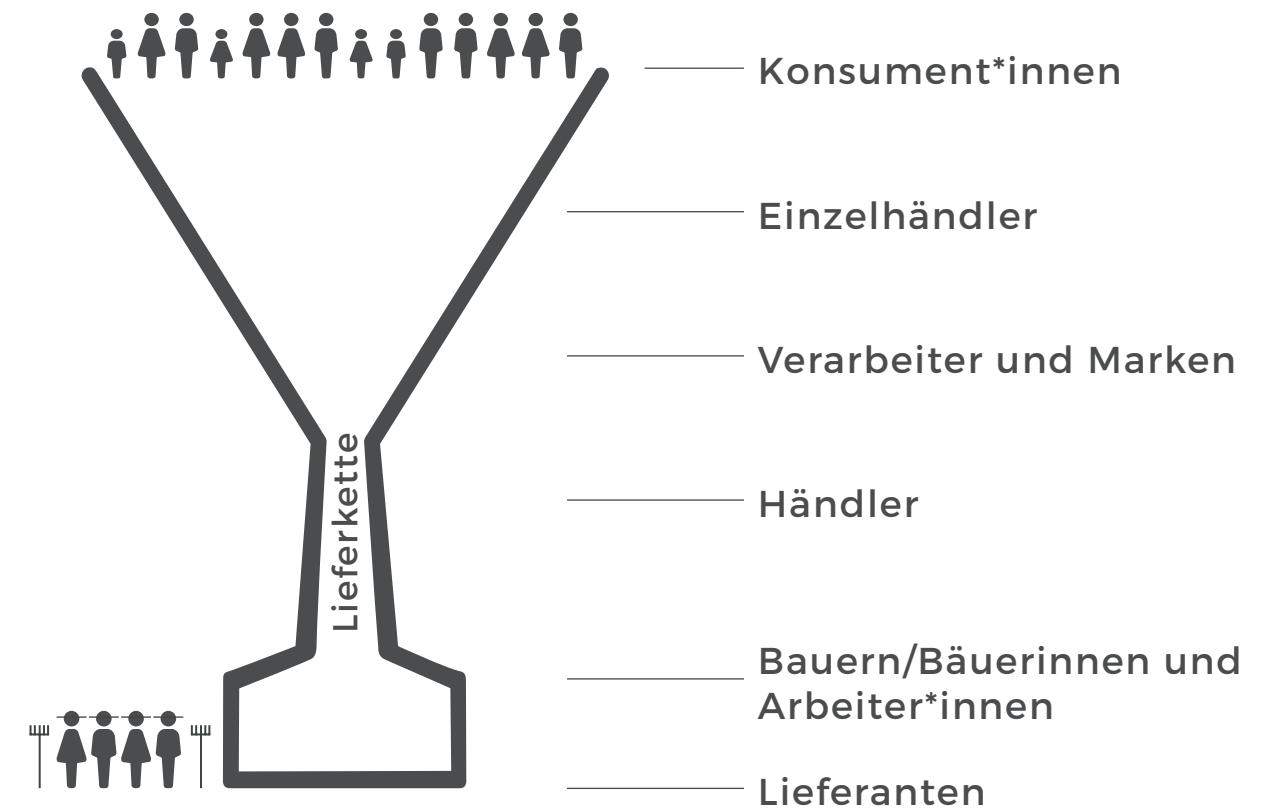 Konsument*innen
Einzelhändler
Verarbeiter und Marken
Lieferkette
Händler
Bauern/Bäuerinnen und
Arbeiter*innen
Lieferanten